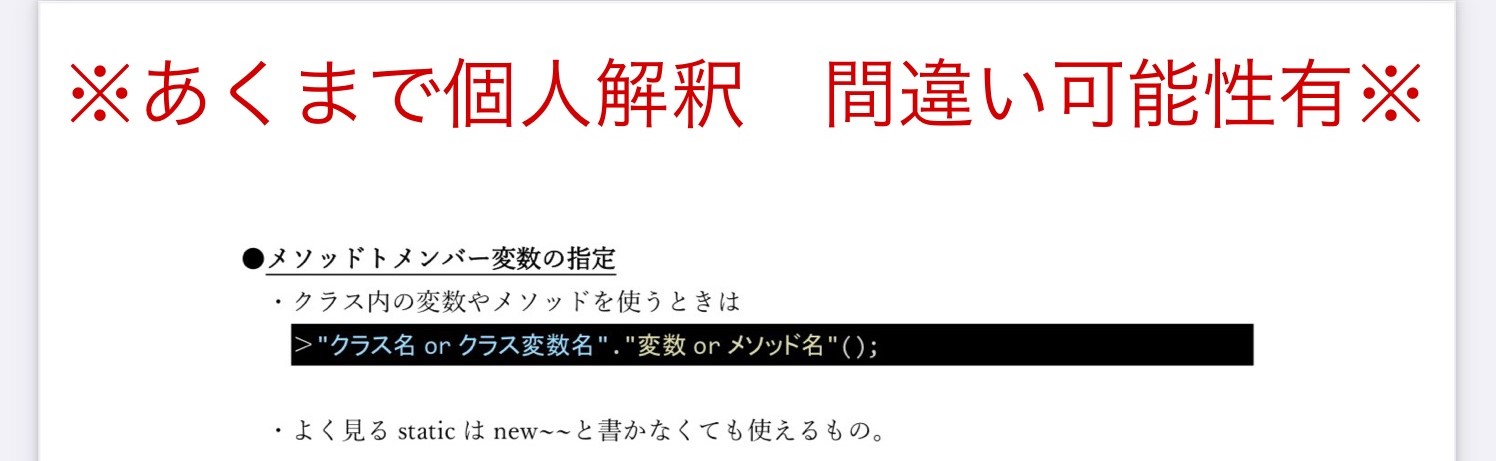 ※あくまで個人解釈　間違い可能性有※
●メソッドトメンバー変数の指定
・クラス内の変数やメソッドを使うときは
＞"クラス名 or クラス変数名"."変数 or メソッド名"();
・よく見る static は new~~と書かなくても使えるもの。